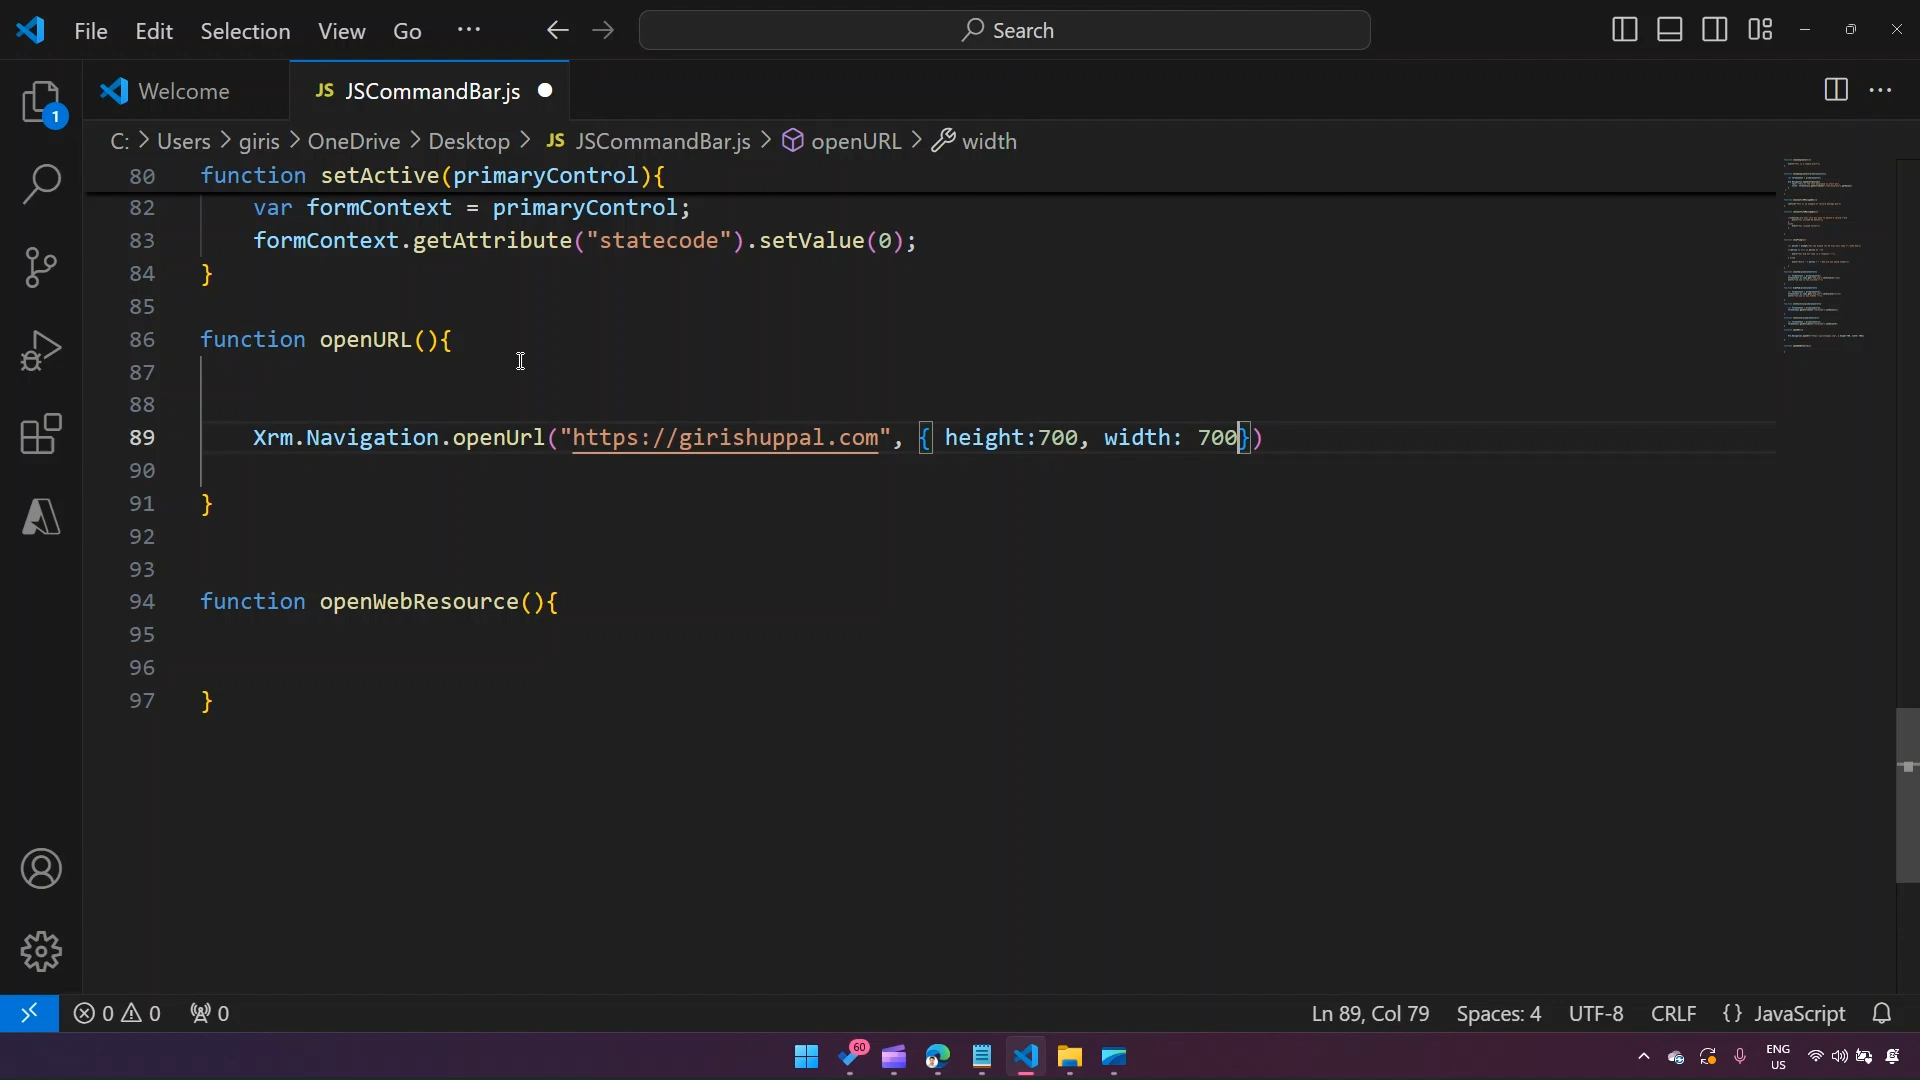 File Edit Selection View Go ··· Search
Welcome JS JSCommandBar.js
1
C: > Users > giris > OneDrive > Desktop > JS JSCommandBar.js > openURL > width
80 function setActive(primaryControl){
82 var formContext = primaryControl;
83 formContext.getAttribute("statecode").setValue(0);
84 }
85
86 function openURL(){
87
88
89 Xrm.Navigation.openUrl("https://girishuppal.com", { height:700, width: 700})
90
91 }
92
93
94 function openWebResource(){
95
96
97 }
0 0 0 Ln 89, Col 79 Spaces: 4 UTF-8 CRLF {} JavaScript
60 ENG
US